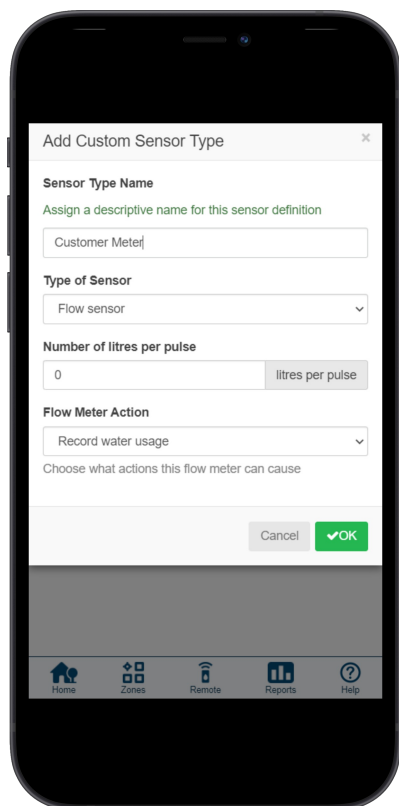 Add Custom Sensor Type ×
Sensor Type Name
Assign a descriptive name for this sensor definition
Customer Meter
Type of Sensor
Flow sensor
Number of litres per pulse
0 litres per pulse
Flow Meter Action
Record water usage
Choose what actions this flow meter can cause
Cancel ✔OK
Home Zones Remote Reports Help